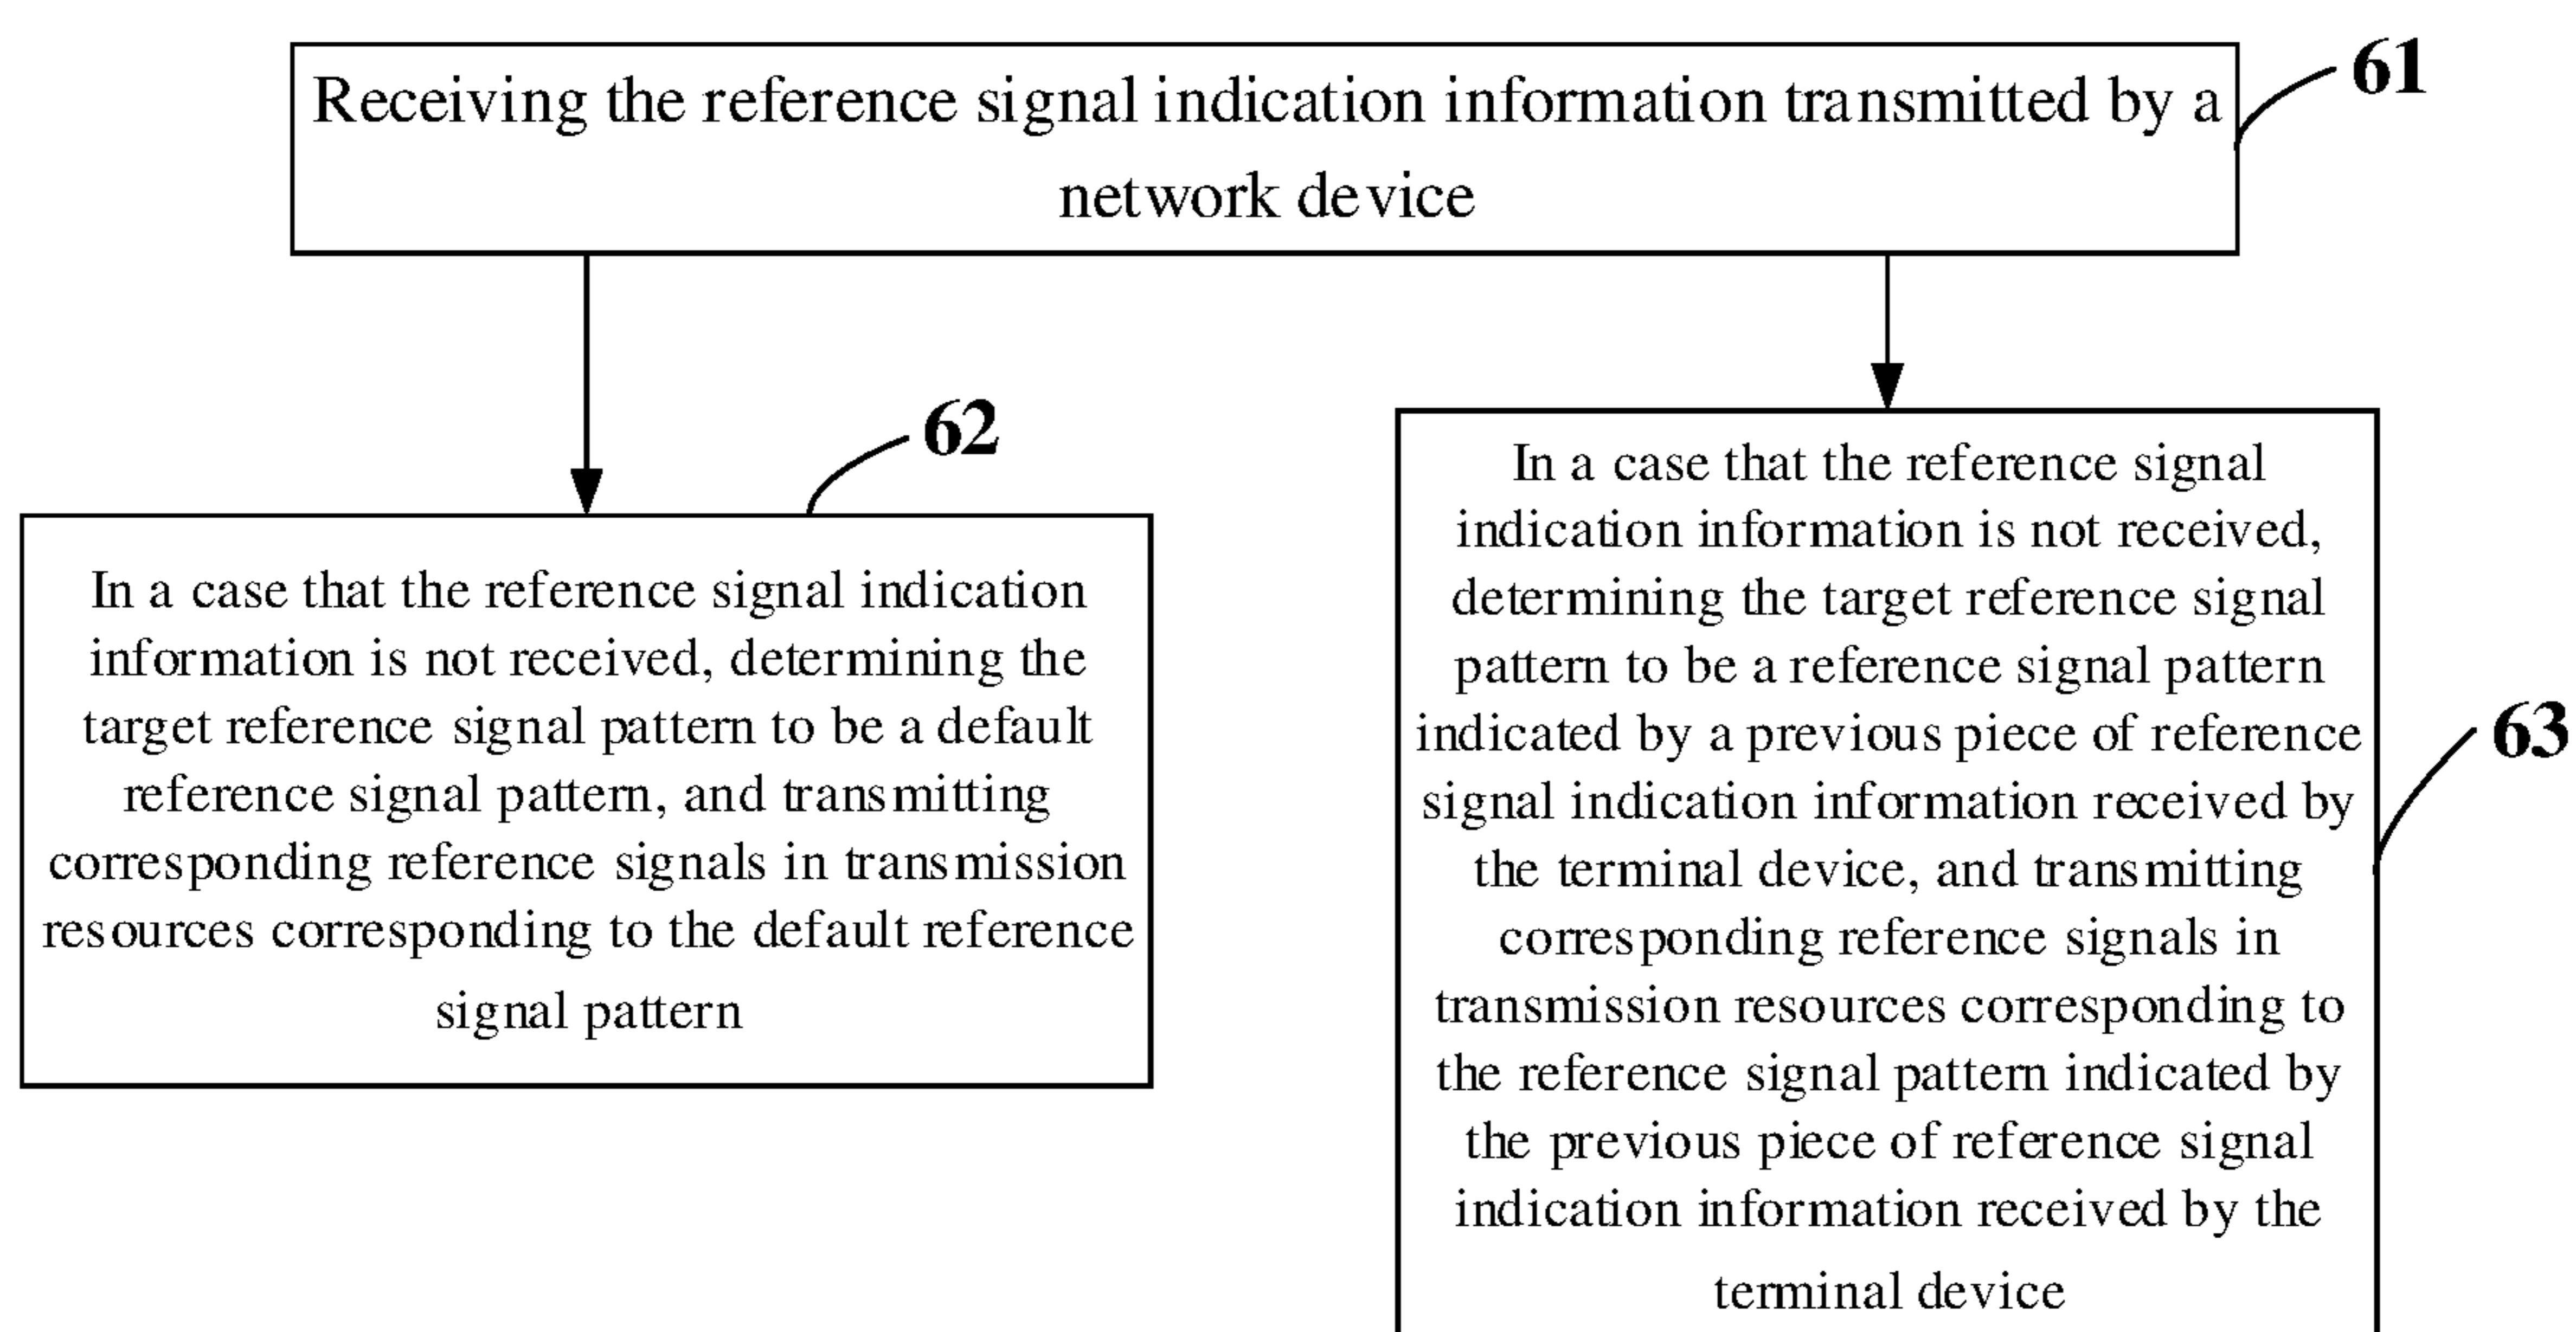 Receiving the reference signal indication information transmitted by a
network device
61
62
In a case that the reference signal indication
information is not received, determining the
target reference signal pattern to be a default
reference signal pattern, and transmitting
corresponding reference signals in transmission
resources corresponding to the default reference
signal pattern
In a case that the reference signal
indication information is not received,
determining the target reference signal
pattern to be a reference signal pattern
indicated by a previous piece of reference
signal indication information received by
the terminal device, and transmitting
corresponding reference signals in
transmission resources corresponding to
the reference signal pattern indicated by
the previous piece of reference signal
indication information received by the
terminal device
63